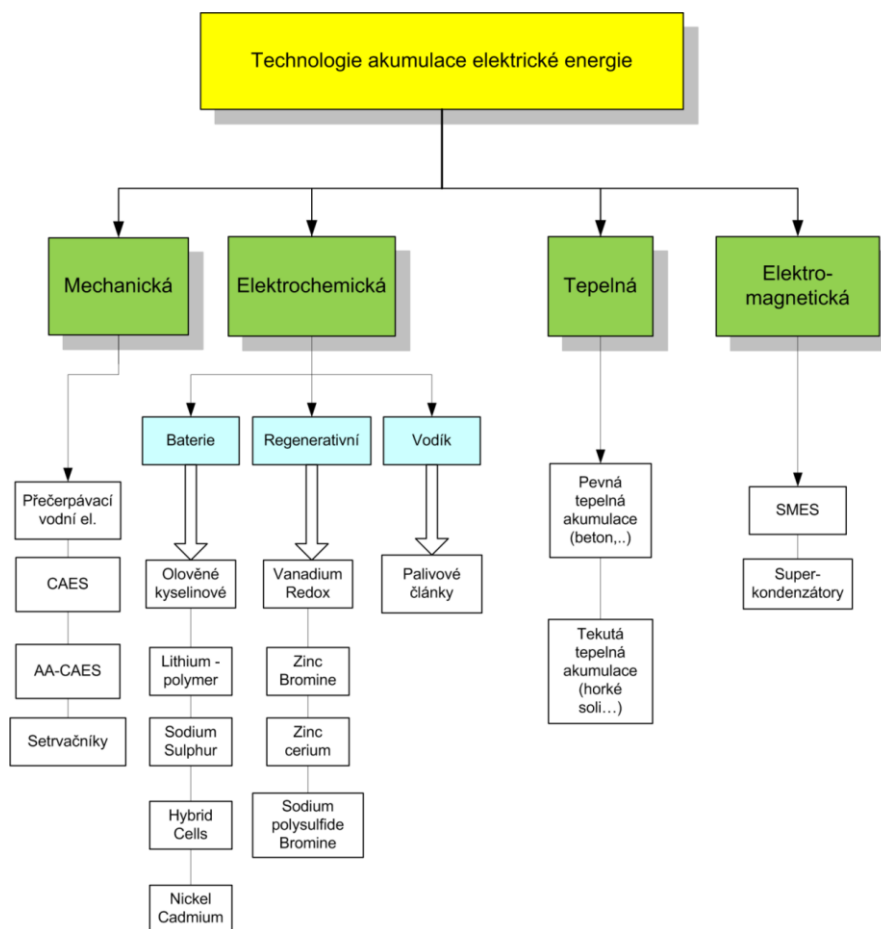 Technologie akumulace elektrické energie
Mechanická
Elektrochemická
Tepelná
Elektro-
magnetická
Baterie
Regenerativní
Vodík
Přečerpávací
vodní el.
CAES
AA-CAES
Setrvačníky
Olověné
kyselinové
Lithium -
polymer
Sodium
Sulphur
Hybrid
Cells
Nickel
Cadmium
Vanadium
Redox
Zinc
Bromine
Zinc
cerium
Sodium
polysulfide
Bromine
Palivové
články
Pevná
tepelná
akumulace
(beton,..)
Tekutá
tepelná
akumulace
(horké
soli...)
SMES
Super-
kondenzátory